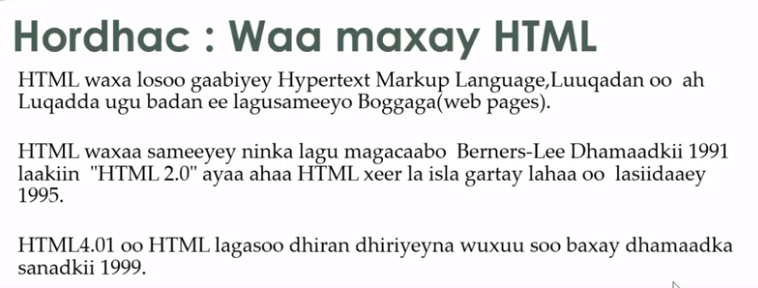 Hordhac : Waa maxay HTML
HTML waxa losoo gaabiyey Hypertext Markup Language,Luuqadan oo ah
Luqadda ugu badan ee lagusameeyo Boggaga(web pages).
HTML waxaa sameeyey ninka lagu magacaabo Berners-Lee Dhamaadkii 1991
laakiin "HTML 2.0" ayaa ahaa HTML xeer la isla gartay lahaa oo lasiidaaey
1995.
HTML4.01 oo HTML lagasoo dhiran dhiriyeyna wuxuu soo baxay dhamaadka
sanadkii 1999.